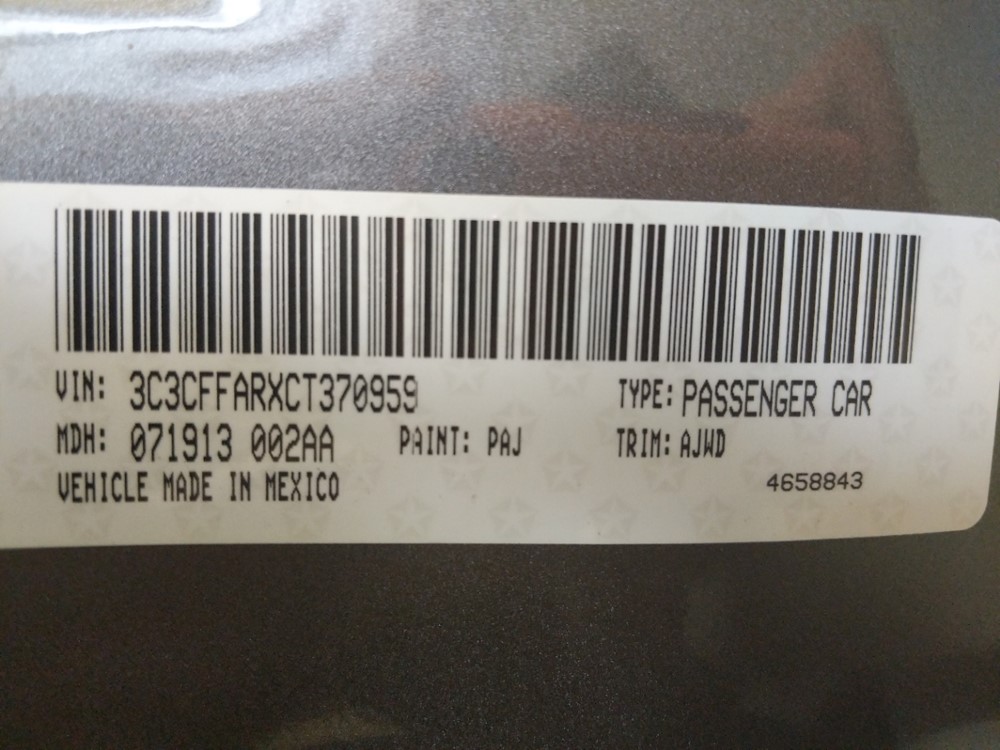 VIN: 3C3CFFARXCT370959 TYPE: PASSENGER CAR
MDH: 071913 002AA PAINT: PAJ TRIM: AJWD
VEHICLE MADE IN MEXICO 4658843